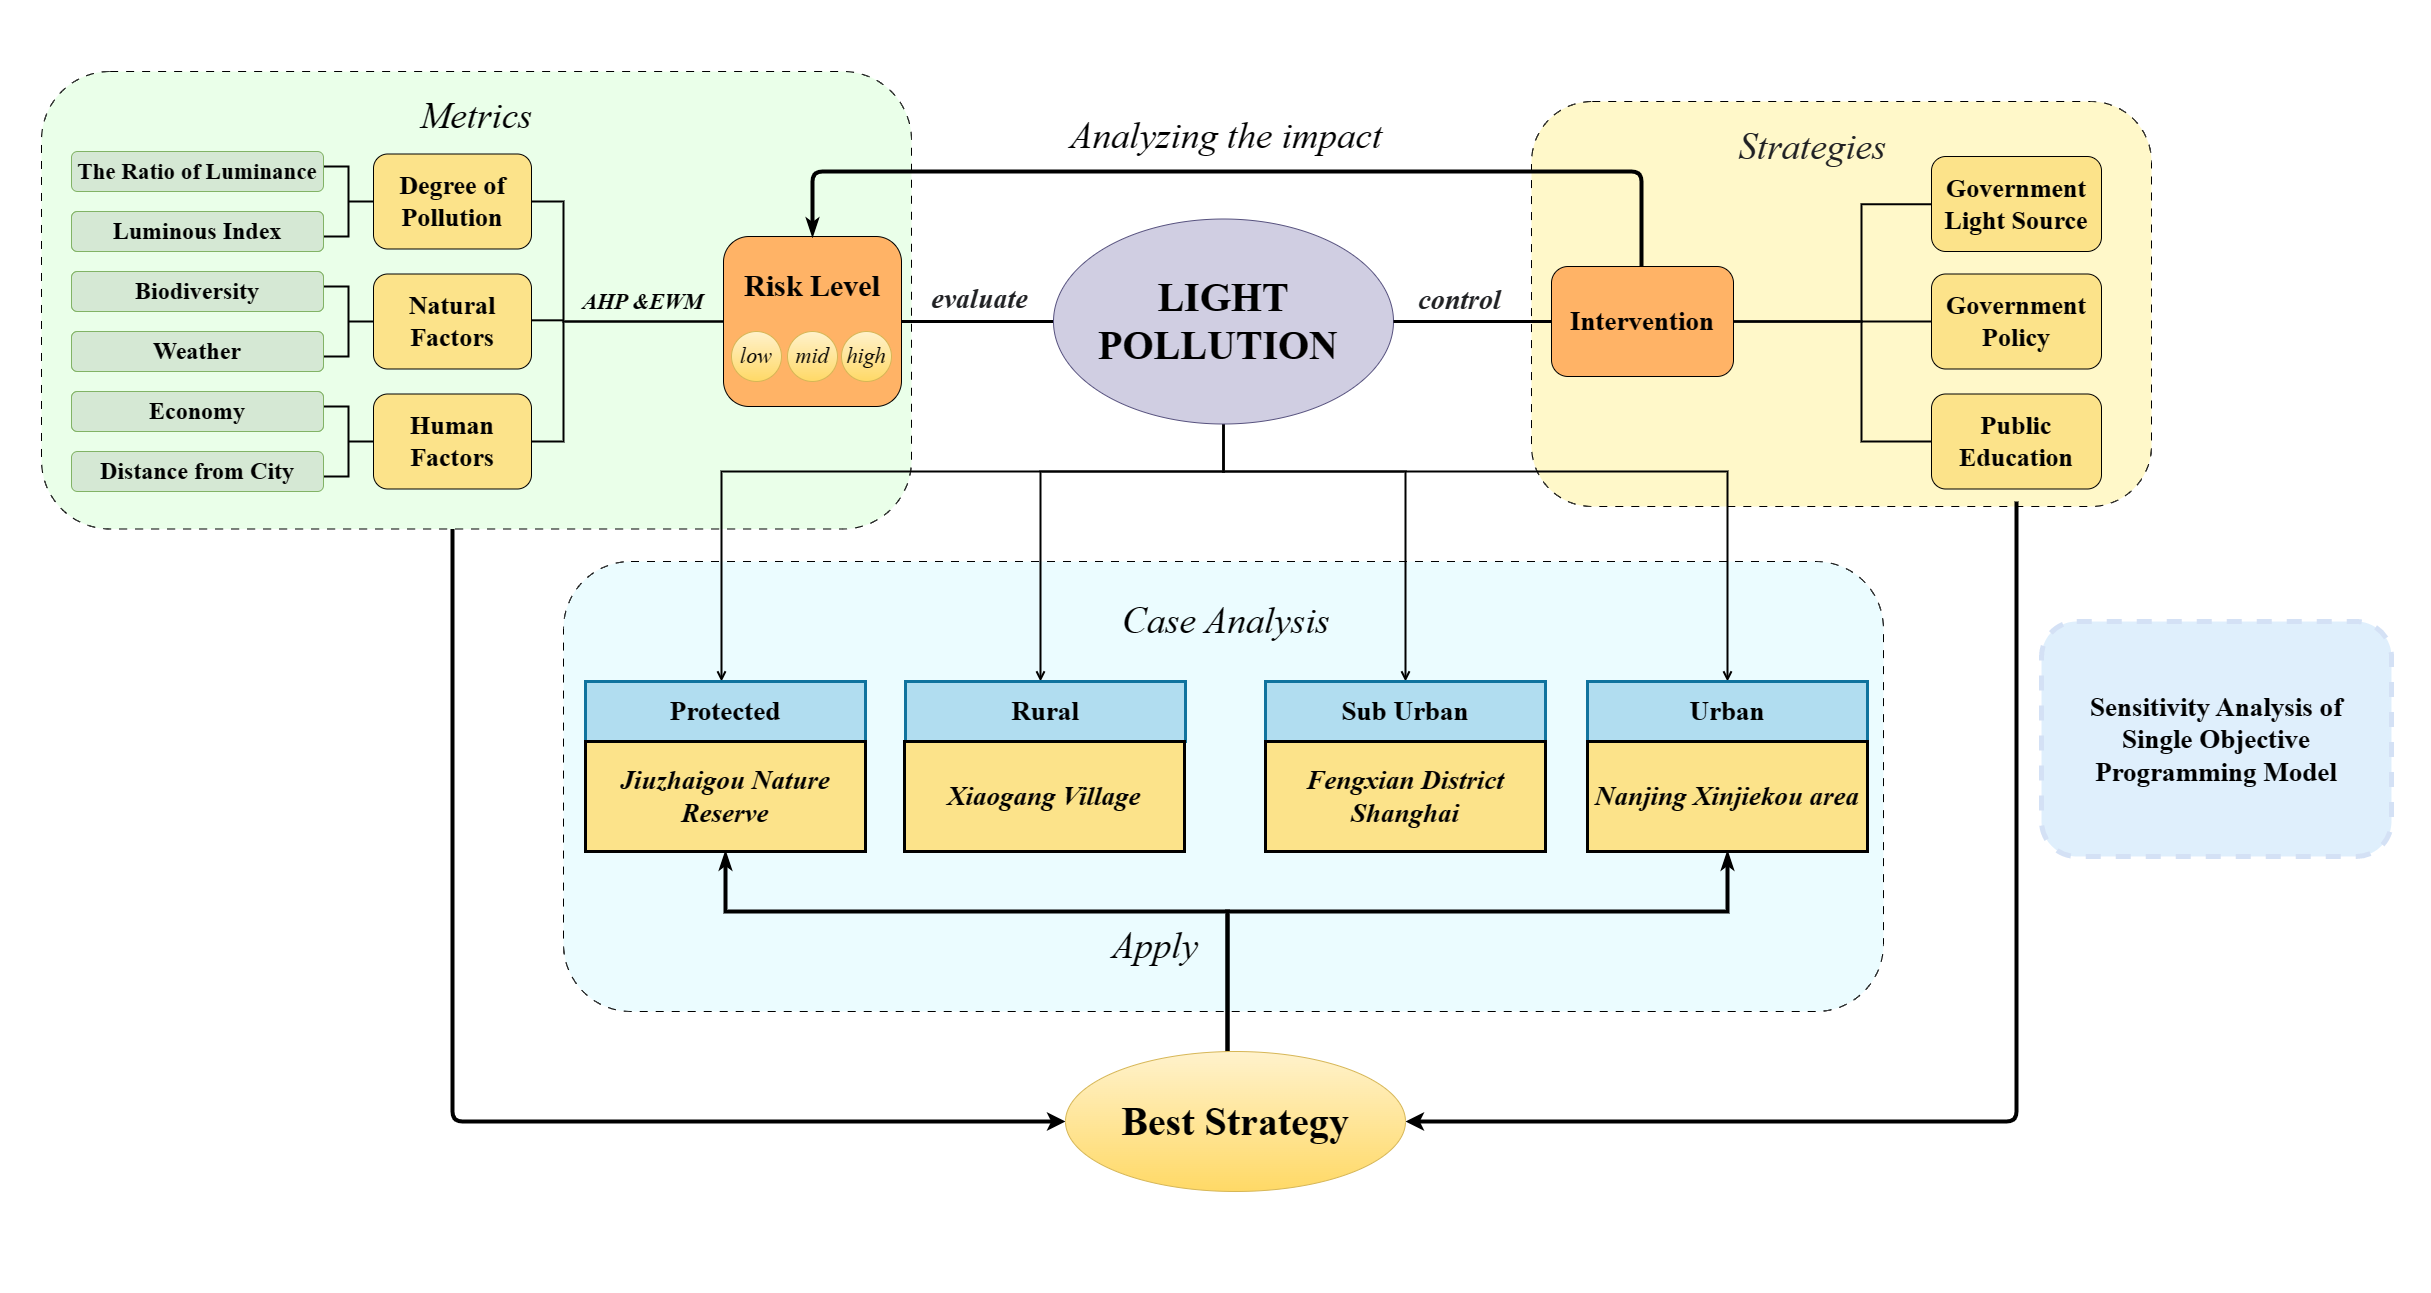 Metrics
The Ratio of Luminance
Luminous Index
Biodiversity
Weather
Economy
Distance from City
Degree of
Pollution
Natural
Factors
Human
Factors
AHP &EWM
Risk Level
low
mid
high
evaluate
Analyzing the impact
LIGHT
POLLUTION
control
Strategies
Intervention
Government
Light Source
Government
Policy
Public
Education
Case Analysis
Protected
Jiuzhaigou Nature
Reserve
Rural
Xiaogang Village
Sub Urban
Fengxian District
Shanghai
Urban
Nanjing Xinjiekou area
Apply
Sensitivity Analysis of
Single Objective
Programming Model
Best Strategy